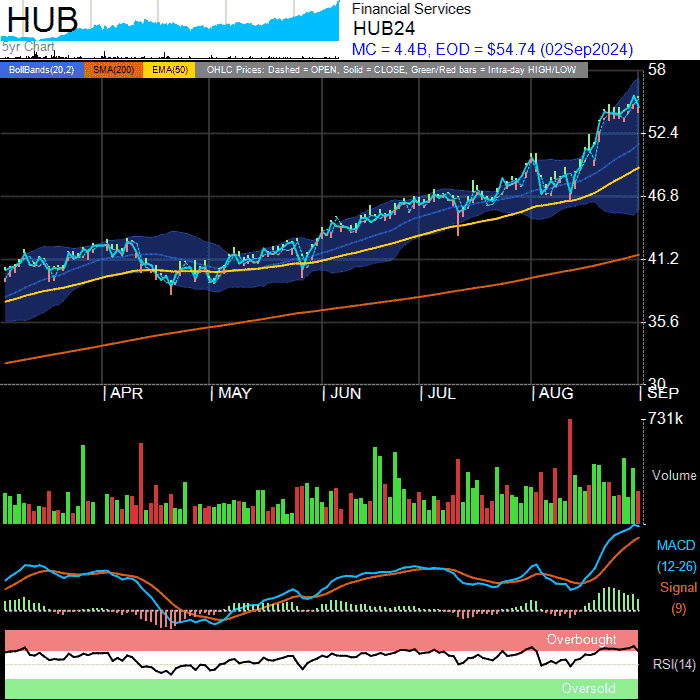 HUB
5yr Chart
Financial Services
HUB24
MC = 4.4B, EOD = $54.74 (02Sep2024)
BollBands(20,2) SMA(200) EMA(50) OHLC Prices: Dashed = OPEN, Solid = CLOSE, Green/Red bars = Intra-day HIGH/LOW
58
52.4
46.8
41.2
35.6
30
| APR | MAY | JUN | JUL | AUG | SEP
731k
Volume
MACD
(12-26)
Signal
(9)
Overbought
RSI(14)
Oversold